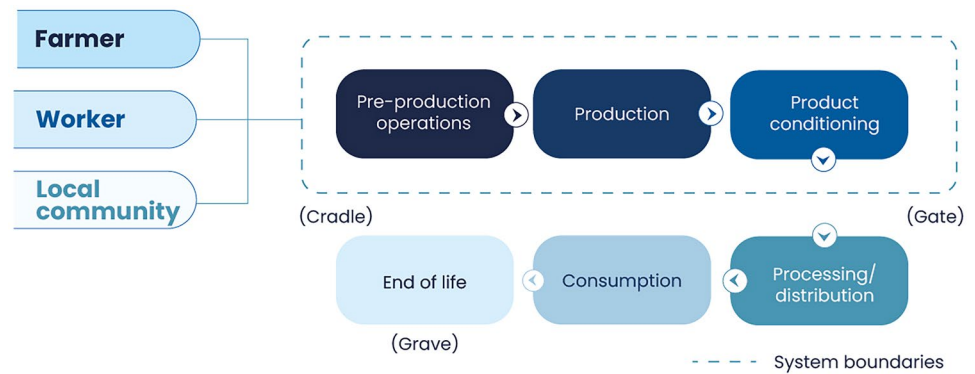 Farmer
Worker
Local
community
Pre-production
operations
Production
Product
conditioning
(Cradle)
(Gate)
End of life
Consumption
Processing/
distribution
(Grave)
System boundaries